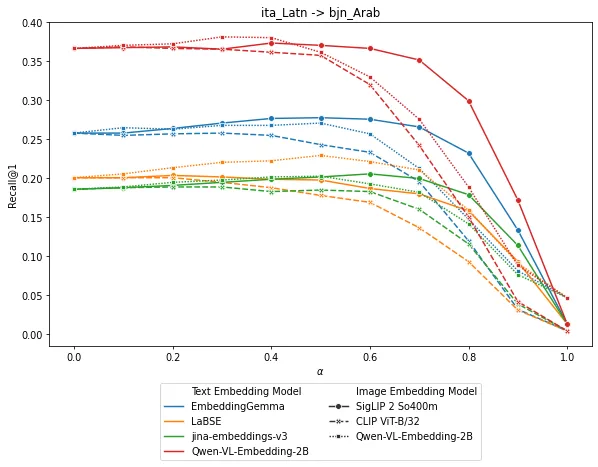 ita_Latn -> bjn_Arab
Recall@1
0.40
0.35
0.30
0.25
0.20
0.15
0.10
0.05
0.00
0.0 0.2 0.4 0.6 0.8 1.0
α
Text Embedding Model
EmbeddingGemma
LaBSE
jina-embeddings-v3
Qwen-VL-Embedding-2B
Image Embedding Model
SigLIP 2 So400m
CLIP ViT-B/32
Qwen-VL-Embedding-2B